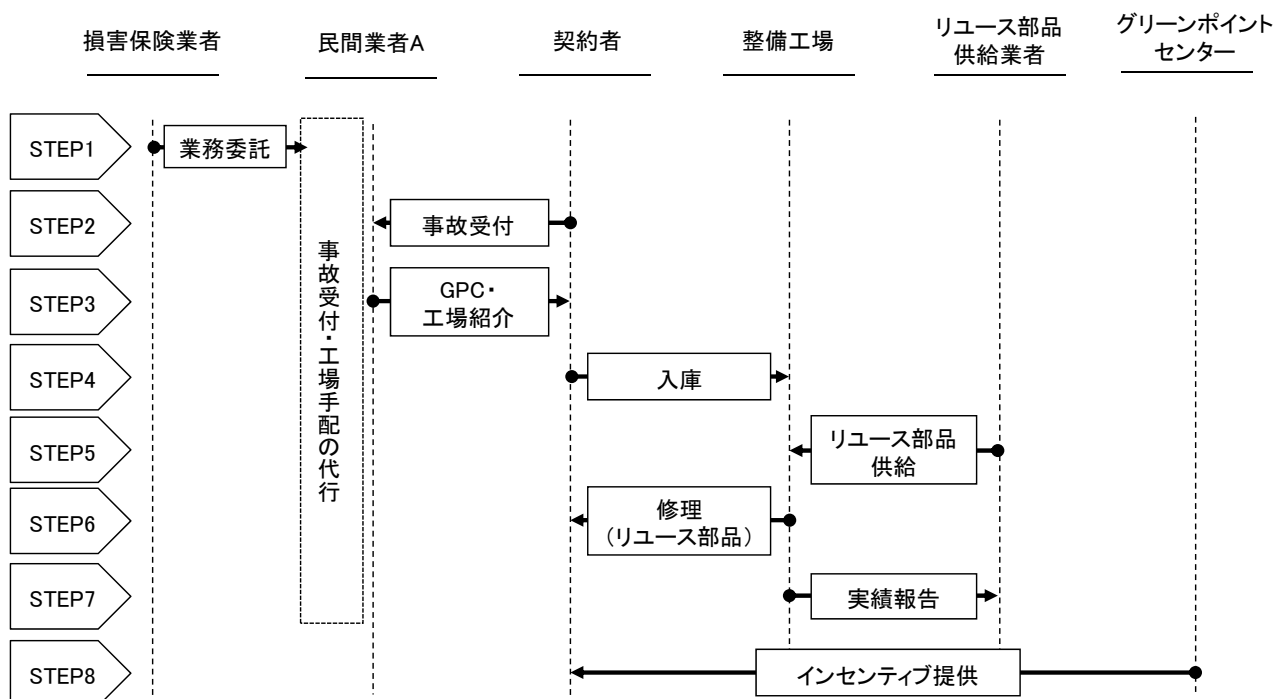 損害保険業者
民間業者A
契約者
整備工場
リユース部品
供給業者
グリーンポイント
センター
STEP1
業務委託
STEP2
事故受付
STEP3
GPC・
工場紹介
事故受付・工場手配の代行
STEP4
入庫
STEP5
リユース部品
供給
STEP6
修理
（リユース部品）
STEP7
実績報告
STEP8
インセンティブ提供